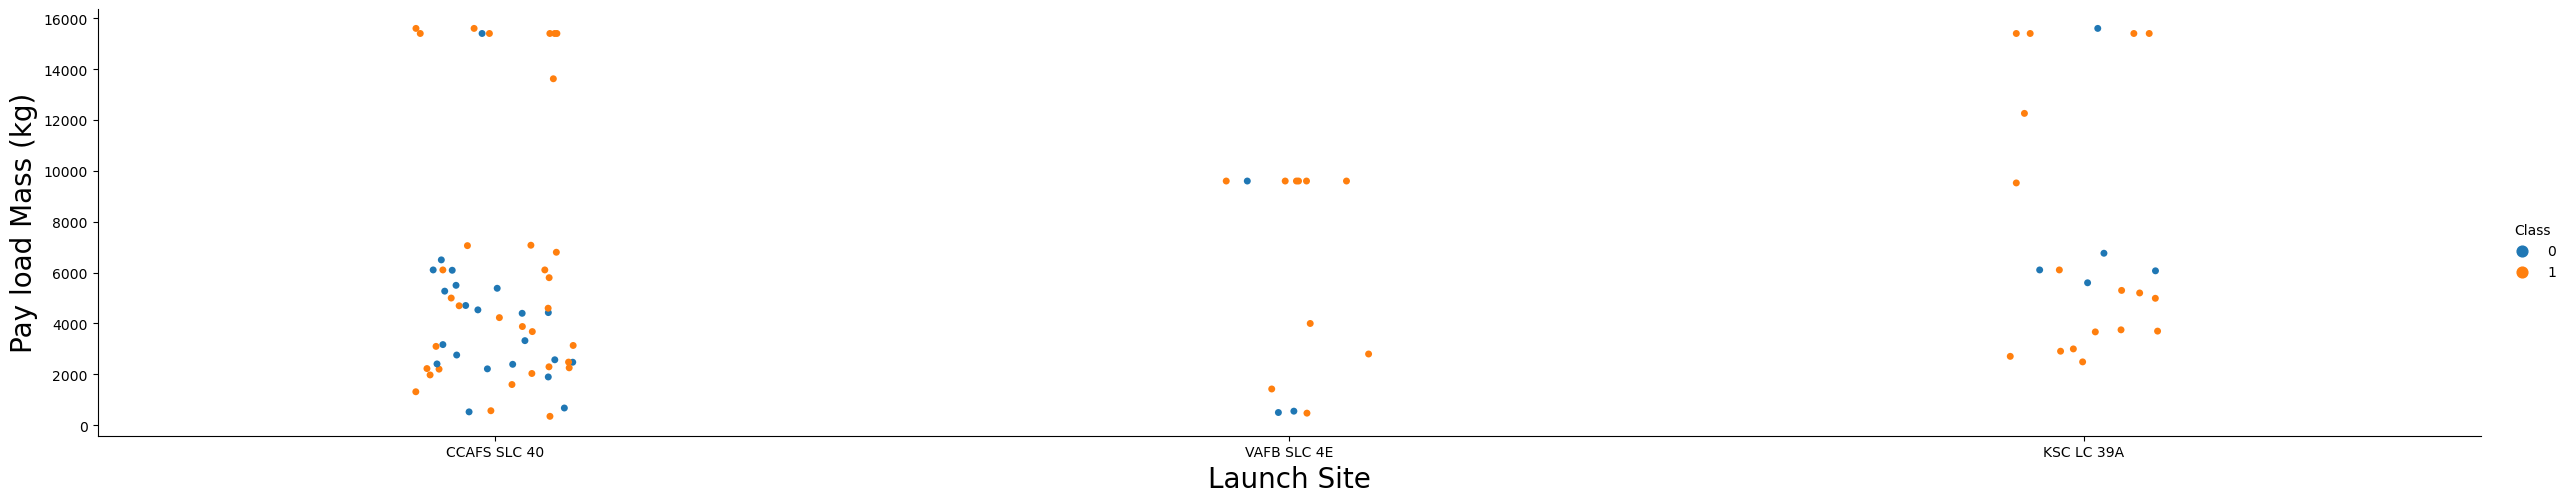 16000
14000
12000
10000
8000
6000
4000
2000
0
Pay load Mass (kg)
CCAFS SLC 40
VAFB SLC 4E
KSC LC 39A
Launch Site
Class
0
1